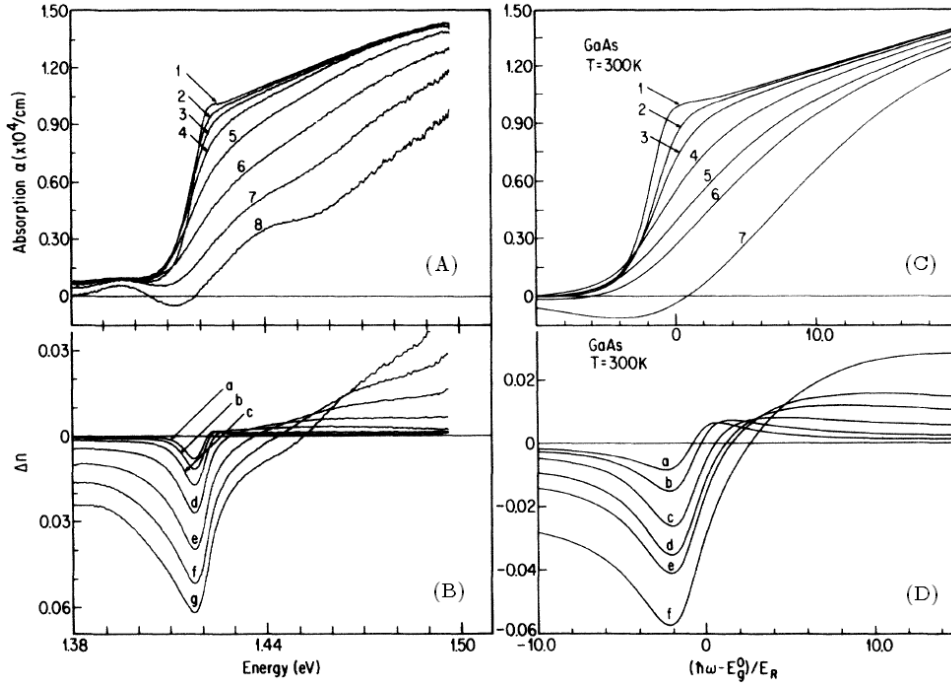 1.50
1.20
0.90
0.60
0.30
0
Absorption α (x10⁴/cm)
1
2
3
4
5
6
7
8
(A)
0.03
0
0.03
0.06
Δn
a
b
c
d
e
f
g
(B)
1.38
1.44
1.50
Energy (eV)
1.50
1.20
0.90
0.60
0.30
0
GaAs
T=300K
1
2
3
4
5
6
7
(C)
0
10.0
GaAs
T=300K
0.02
0
-0.02
-0.04
-0.06
a
b
c
d
e
f
(D)
-10.0
0
10.0
(ħω-E⁰g)/E_R